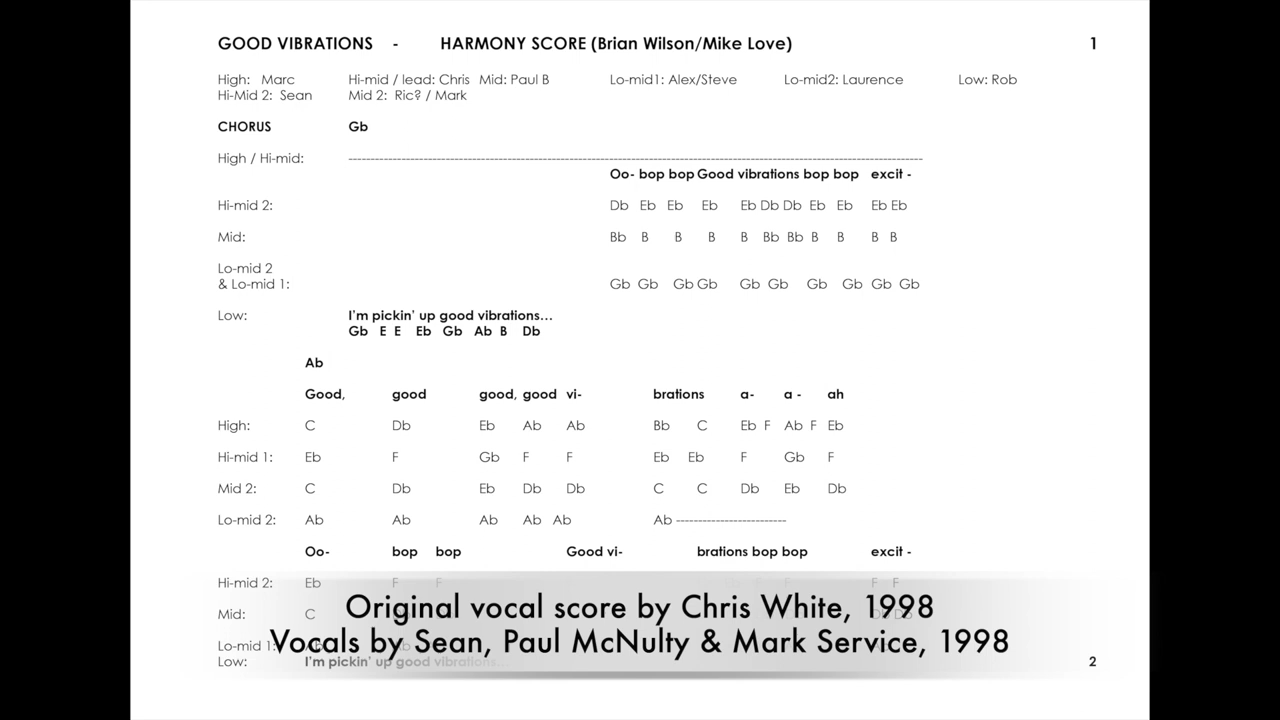 GOOD VIBRATIONS - HARMONY SCORE (Brian Wilson/Mike Love) 1
High: Marc Hi-mid / lead: Chris Mid: Paul B Lo-mid1: Alex/Steve Lo-mid2: Laurence Low: Rob
Hi-Mid 2: Sean Mid 2: Ric? / Mark
CHORUS Gb
High / Hi-mid: ----------------------------------------------------------------------------------------------------------------------------------
Oo- bop bop Good vibrations bop bop excit -
Hi-mid 2: Db Eb Eb Eb Eb Db Db Eb Eb Eb Eb
Mid: Bb B B B B Bb Bb B B B B
Lo-mid 2
& Lo-mid 1: Gb Gb Gb Gb Gb Gb Gb Gb Gb Gb
Low: I'm pickin' up good vibrations…
Gb E E Eb Gb Ab B Db
Ab
Good, good good, good vi- brations a- a - ah
High: C Db Eb Ab Ab Bb C Eb F Ab F Eb
Hi-mid 1: Eb F Gb F F Eb Eb F Gb F
Mid 2: C Db Eb Db Db C C Db Eb Db
Lo-mid 2: Ab Ab Ab Ab Ab Ab -------------------------
Oo- bop bop Good vi- brations bop bop excit -
Hi-mid 2: Eb F F F F
Mid: C
Original vocal score by Chris White, 1998
Lo-mid 1:
Vocals by Sean, Paul McNulty & Mark Service, 1998
Low: I'm pickin' up good vibrations… 2